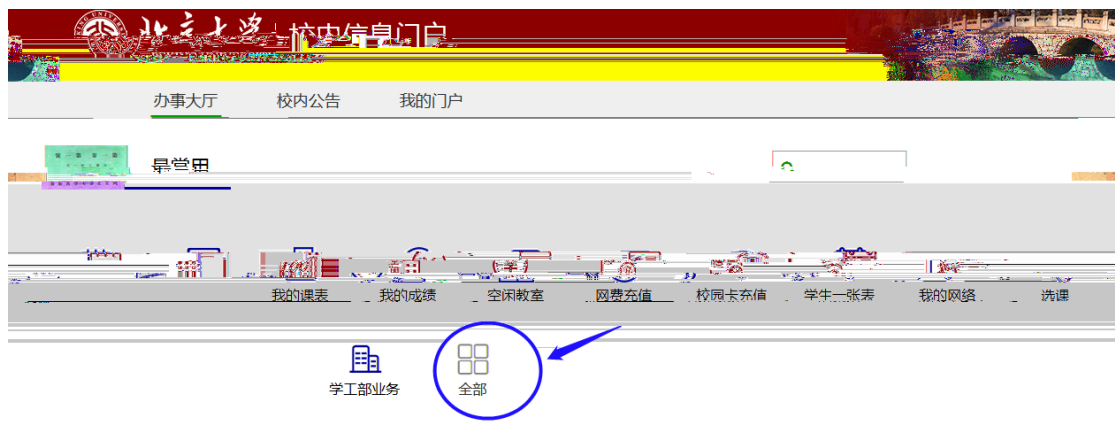 北京大学 校内信息门户
办事大厅 校内公告 我的门户
最常用
我的课表 我的成绩 空闲教室 网费充值 校园卡充值 学生一张表 我的网络 选课
学工部业务 全部